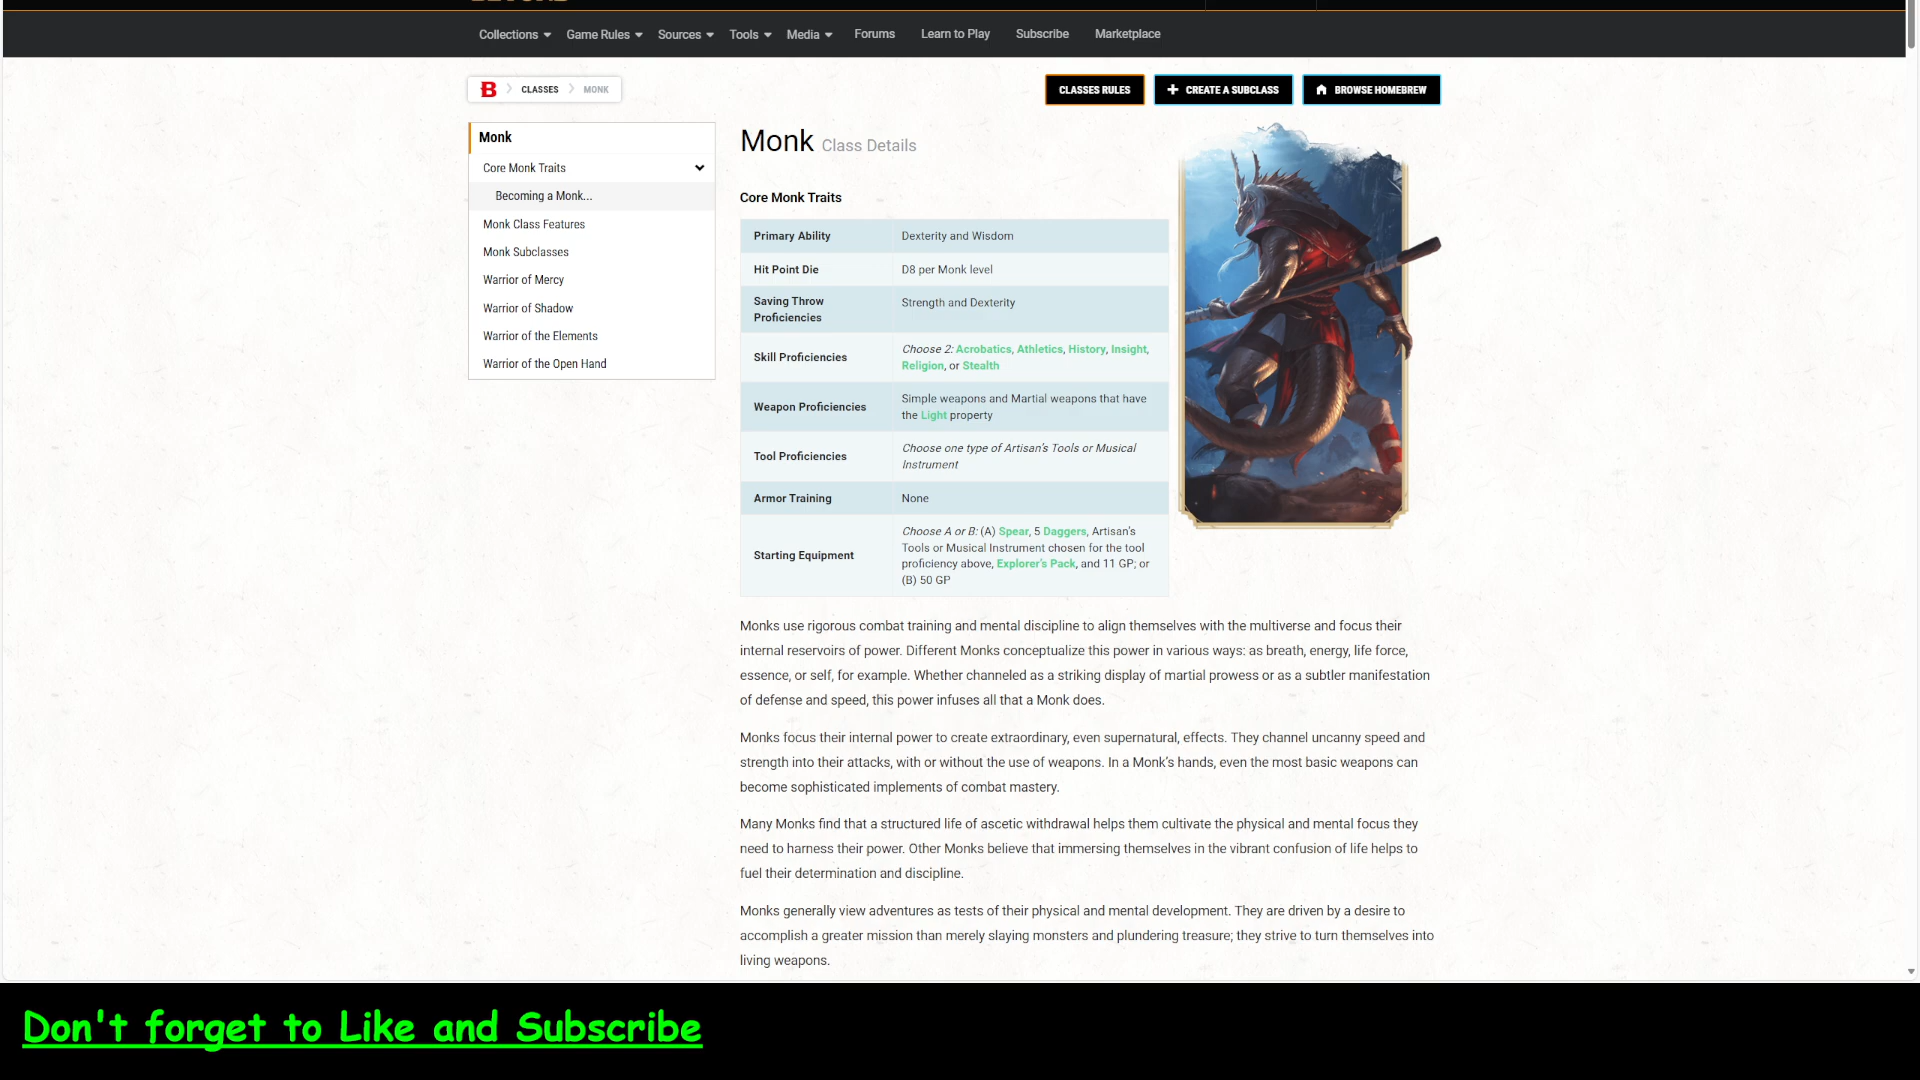 Collections Game Rules Sources Tools Media Forums Learn to Play Subscribe Marketplace
B CLASSES MONK
CLASSES RULES CREATE A SUBCLASS BROWSE HOMEBREW
Monk
Core Monk Traits
Becoming a Monk...
Monk Class Features
Monk Subclasses
Warrior of Mercy
Warrior of Shadow
Warrior of the Elements
Warrior of the Open Hand
Monk Class Details
Core Monk Traits
Primary Ability Dexterity and Wisdom
Hit Point Die D8 per Monk level
Saving Throw
Proficiencies
Strength and Dexterity
Skill Proficiencies
Choose 2: Acrobatics, Athletics, History, Insight,
Religion, or Stealth
Weapon Proficiencies
Simple weapons and Martial weapons that have
the Light property
Tool Proficiencies
Choose one type of Artisan's Tools or Musical
Instrument
Armor Training None
Starting Equipment
Choose A or B: (A) Spear, 5 Daggers, Artisan's
Tools or Musical Instrument chosen for the tool
proficiency above, Explorer's Pack, and 11 GP; or
(B) 50 GP
Monks use rigorous combat training and mental discipline to align themselves with the multiverse and focus their
internal reservoirs of power. Different Monks conceptualize this power in various ways: as breath, energy, life force,
essence, or self, for example. Whether channeled as a striking display of martial prowess or as a subtler manifestation
of defense and speed, this power infuses all that a Monk does.
Monks focus their internal power to create extraordinary, even supernatural, effects. They channel uncanny speed and
strength into their attacks, with or without the use of weapons. In a Monk's hands, even the most basic weapons can
become sophisticated implements of combat mastery.
Many Monks find that a structured life of ascetic withdrawal helps them cultivate the physical and mental focus they
need to harness their power. Other Monks believe that immersing themselves in the vibrant confusion of life helps to
fuel their determination and discipline.
Monks generally view adventures as tests of their physical and mental development. They are driven by a desire to
accomplish a greater mission than merely slaying monsters and plundering treasure; they strive to turn themselves into
living weapons.
Don't forget to Like and Subscribe